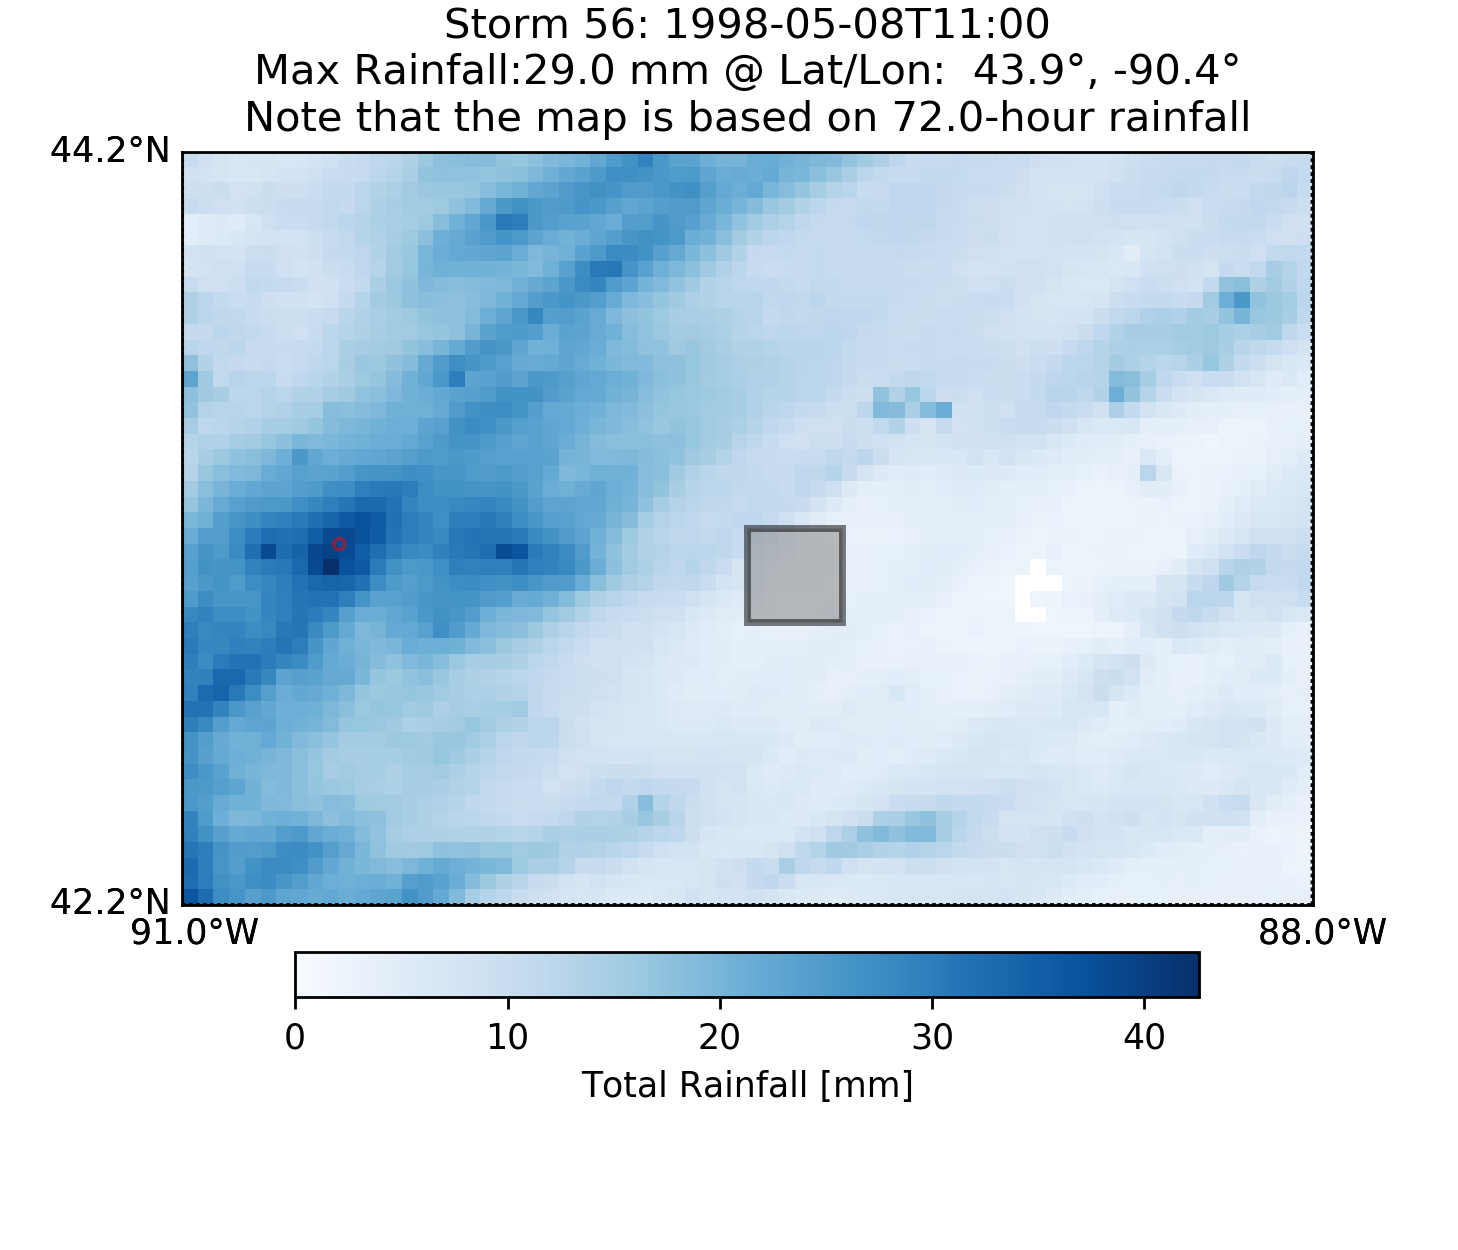 Storm 56: 1998-05-08T11:00
Max Rainfall:29.0 mm @ Lat/Lon:  43.9°, -90.4°
Note that the map is based on 72.0-hour rainfall
44.2°N
42.2°N
91.0°W 88.0°W
0 10 20 30 40
Total Rainfall [mm]